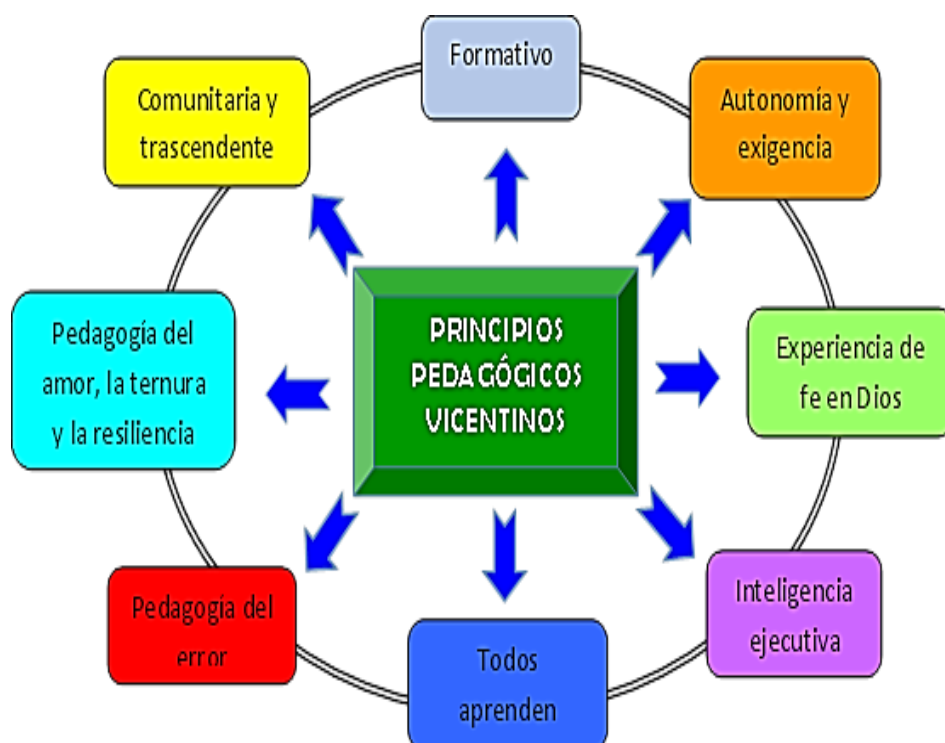 Formativo
Autonomía y
exigencia
Experiencia de
fe en Dios
Inteligencia
ejecutiva
Todos
aprenden
Pedagogía del
error
Pedagogía del
amor, la ternura
y la resiliencia
Comunitaria y
trascendente
PRINCIPIOS
PEDAGÓGICOS
VICENTINOS